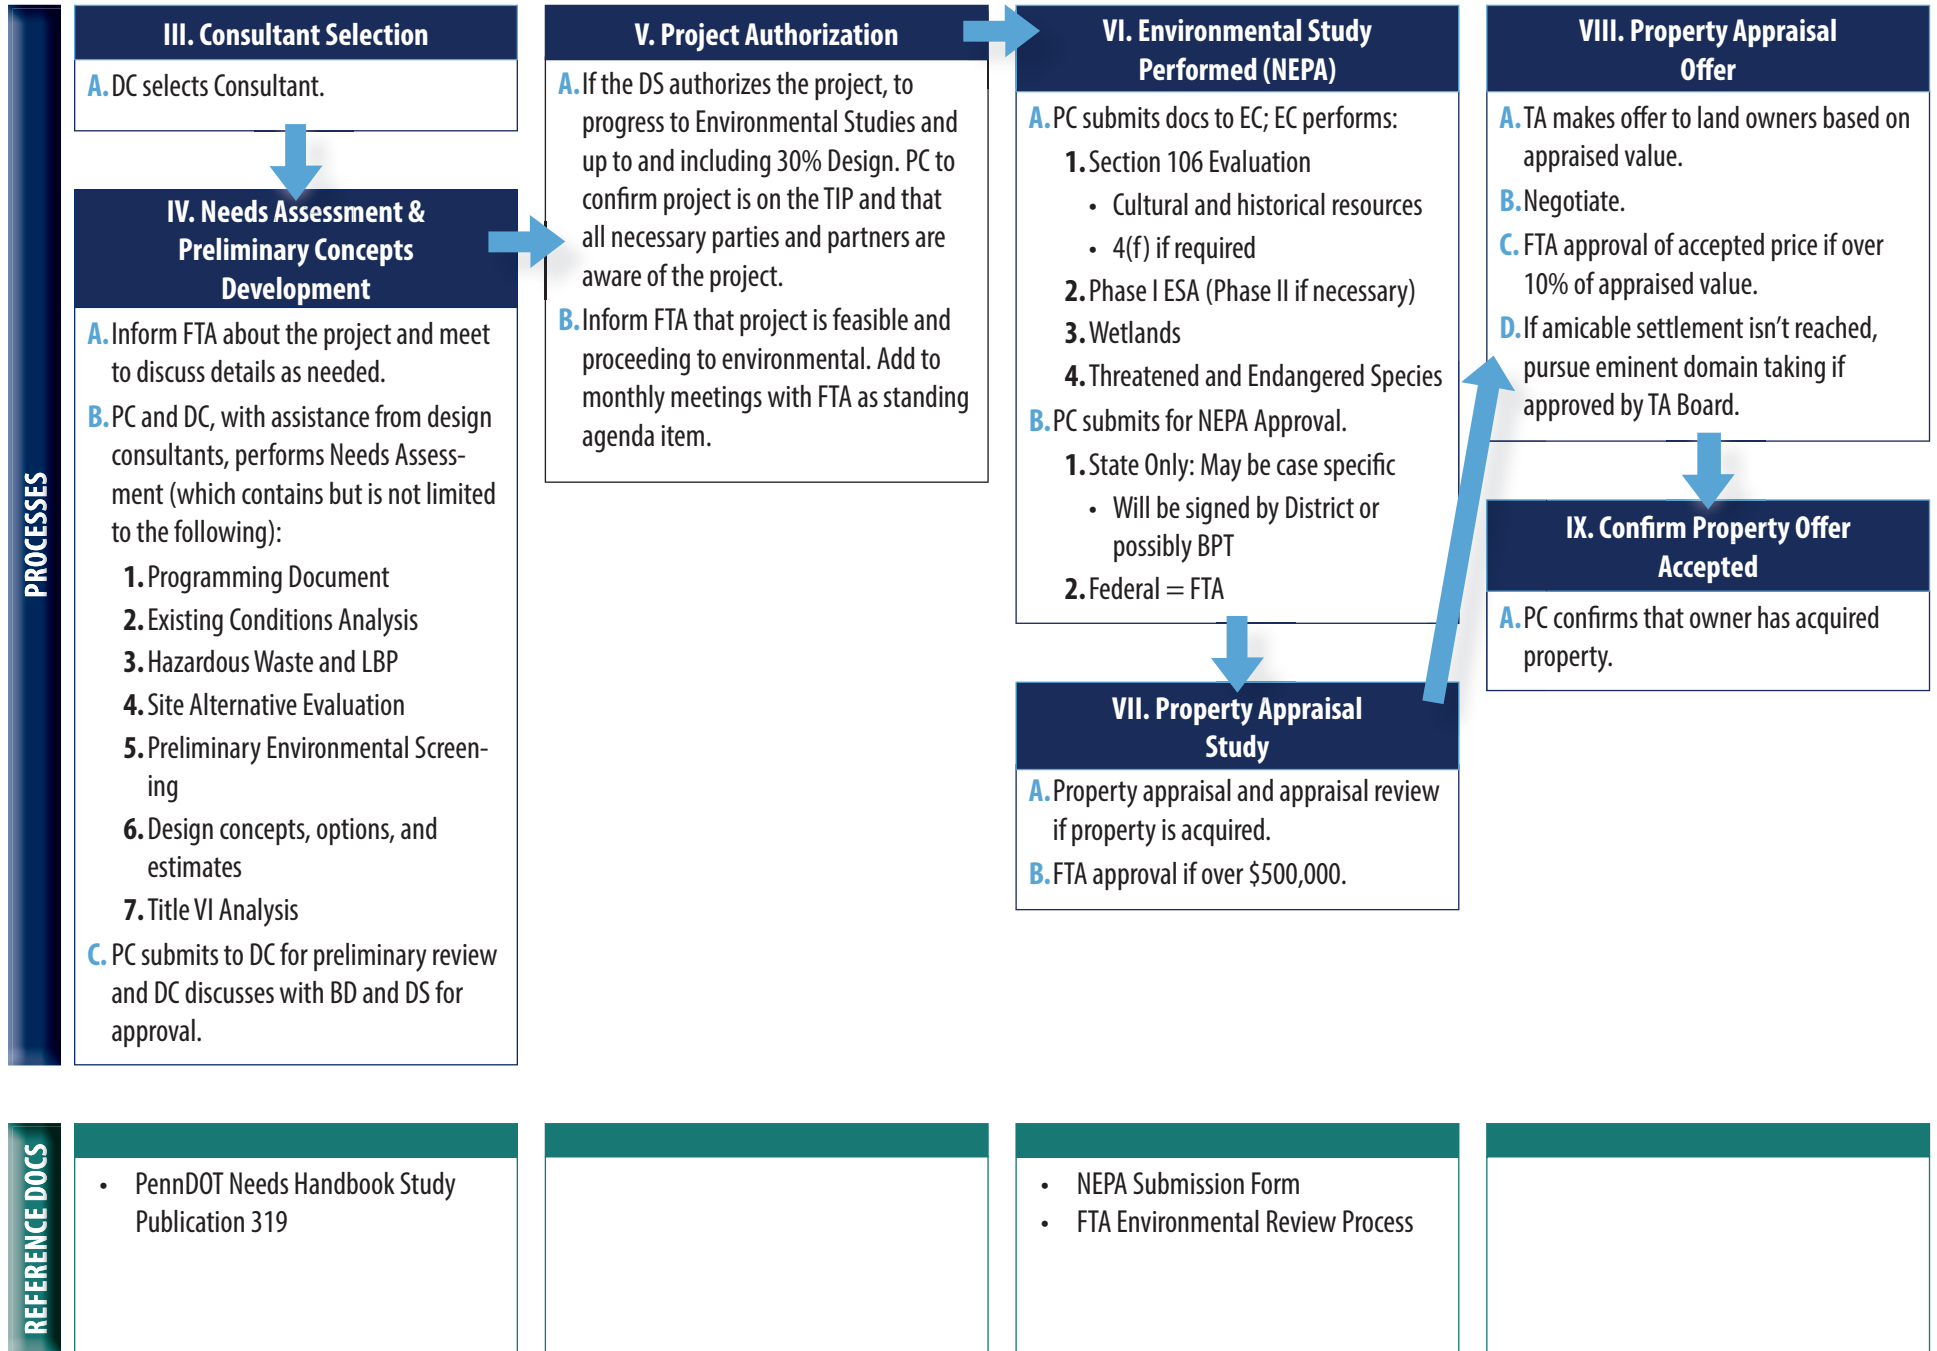 PROCESSES
III. Consultant Selection
A. DC selects Consultant.
IV. Needs Assessment &
Preliminary Concepts
Development
A. Inform FTA about the project and meet
to discuss details as needed.
B. PC and DC, with assistance from design
consultants, performs Needs Assess-
ment (which contains but is not limited
to the following):
1. Programming Document
2. Existing Conditions Analysis
3. Hazardous Waste and LBP
4. Site Alternative Evaluation
5. Preliminary Environmental Screen-
ing
6. Design concepts, options, and
estimates
7. Title VI Analysis
C. PC submits to DC for preliminary review
and DC discusses with BD and DS for
approval.
V. Project Authorization
A. If the DS authorizes the project, to
progress to Environmental Studies and
up to and including 30% Design. PC to
confirm project is on the TIP and that
all necessary parties and partners are
aware of the project.
B. Inform FTA that project is feasible and
proceeding to environmental. Add to
monthly meetings with FTA as standing
agenda item.
VI. Environmental Study
Performed (NEPA)
A. PC submits docs to EC; EC performs:
1. Section 106 Evaluation
• Cultural and historical resources
• 4(f) if required
2. Phase I ESA (Phase II if necessary)
3. Wetlands
4. Threatened and Endangered Species
B. PC submits for NEPA Approval.
1. State Only: May be case specific
• Will be signed by District or
possibly BPT
2. Federal = FTA
VII. Property Appraisal
Study
A. Property appraisal and appraisal review
if property is acquired.
B. FTA approval if over $500,000.
VIII. Property Appraisal
Offer
A. TA makes offer to land owners based on
appraised value.
B. Negotiate.
C. FTA approval of accepted price if over
10% of appraised value.
D. If amicable settlement isn't reached,
pursue eminent domain taking if
approved by TA Board.
IX. Confirm Property Offer
Accepted
A. PC confirms that owner has acquired
property.
REFERENCE DOCS
• PennDOT Needs Handbook Study
Publication 319
• NEPA Submission Form
• FTA Environmental Review Process